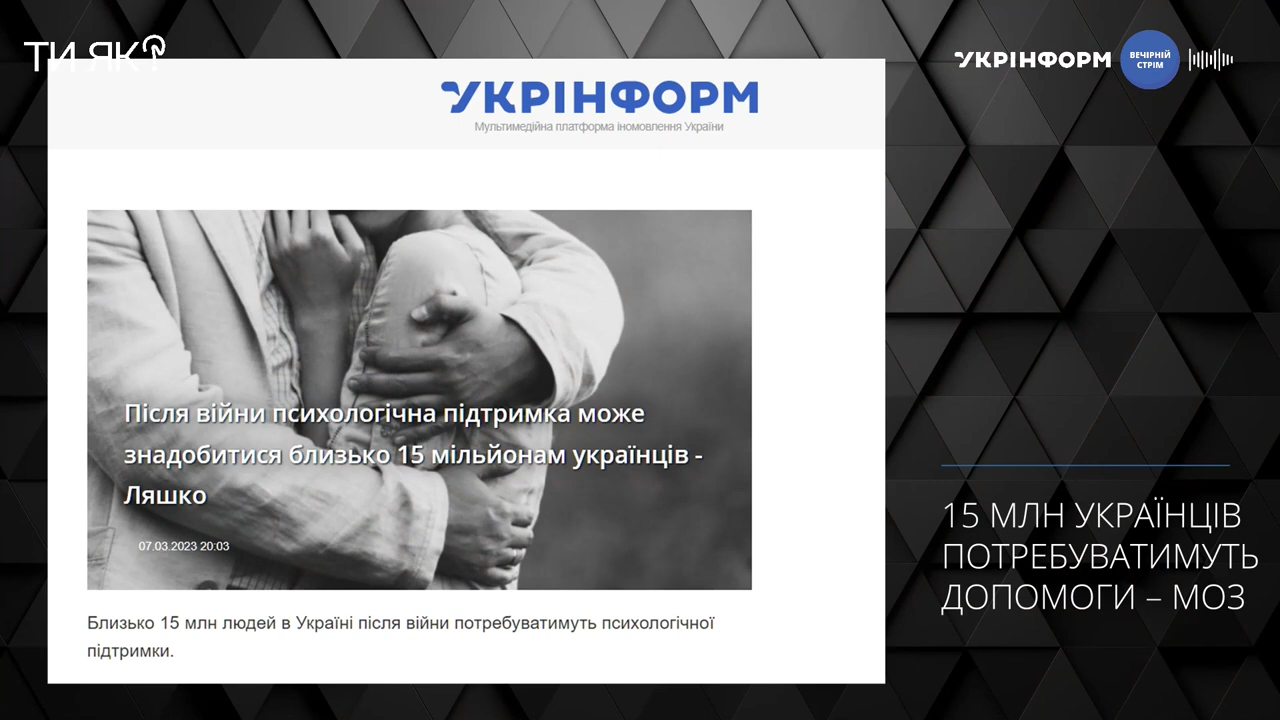 ТИ ЯК?
УКРІНФОРМ
ВЕЧІРНІЙ
СТРІМ
УКРІНФОРМ
Мультимедійна платформа іномовлення України
Після війни психологічна підтримка може
знадобитися близько 15 мільйонам українців -
Ляшко
07.03.2023 20:03
Близько 15 млн людей в Україні після війни потребуватимуть психологічної
підтримки.
15 МЛН УКРАЇНЦІВ
ПОТРЕБУВАТИМУТЬ
ДОПОМОГИ – МОЗ